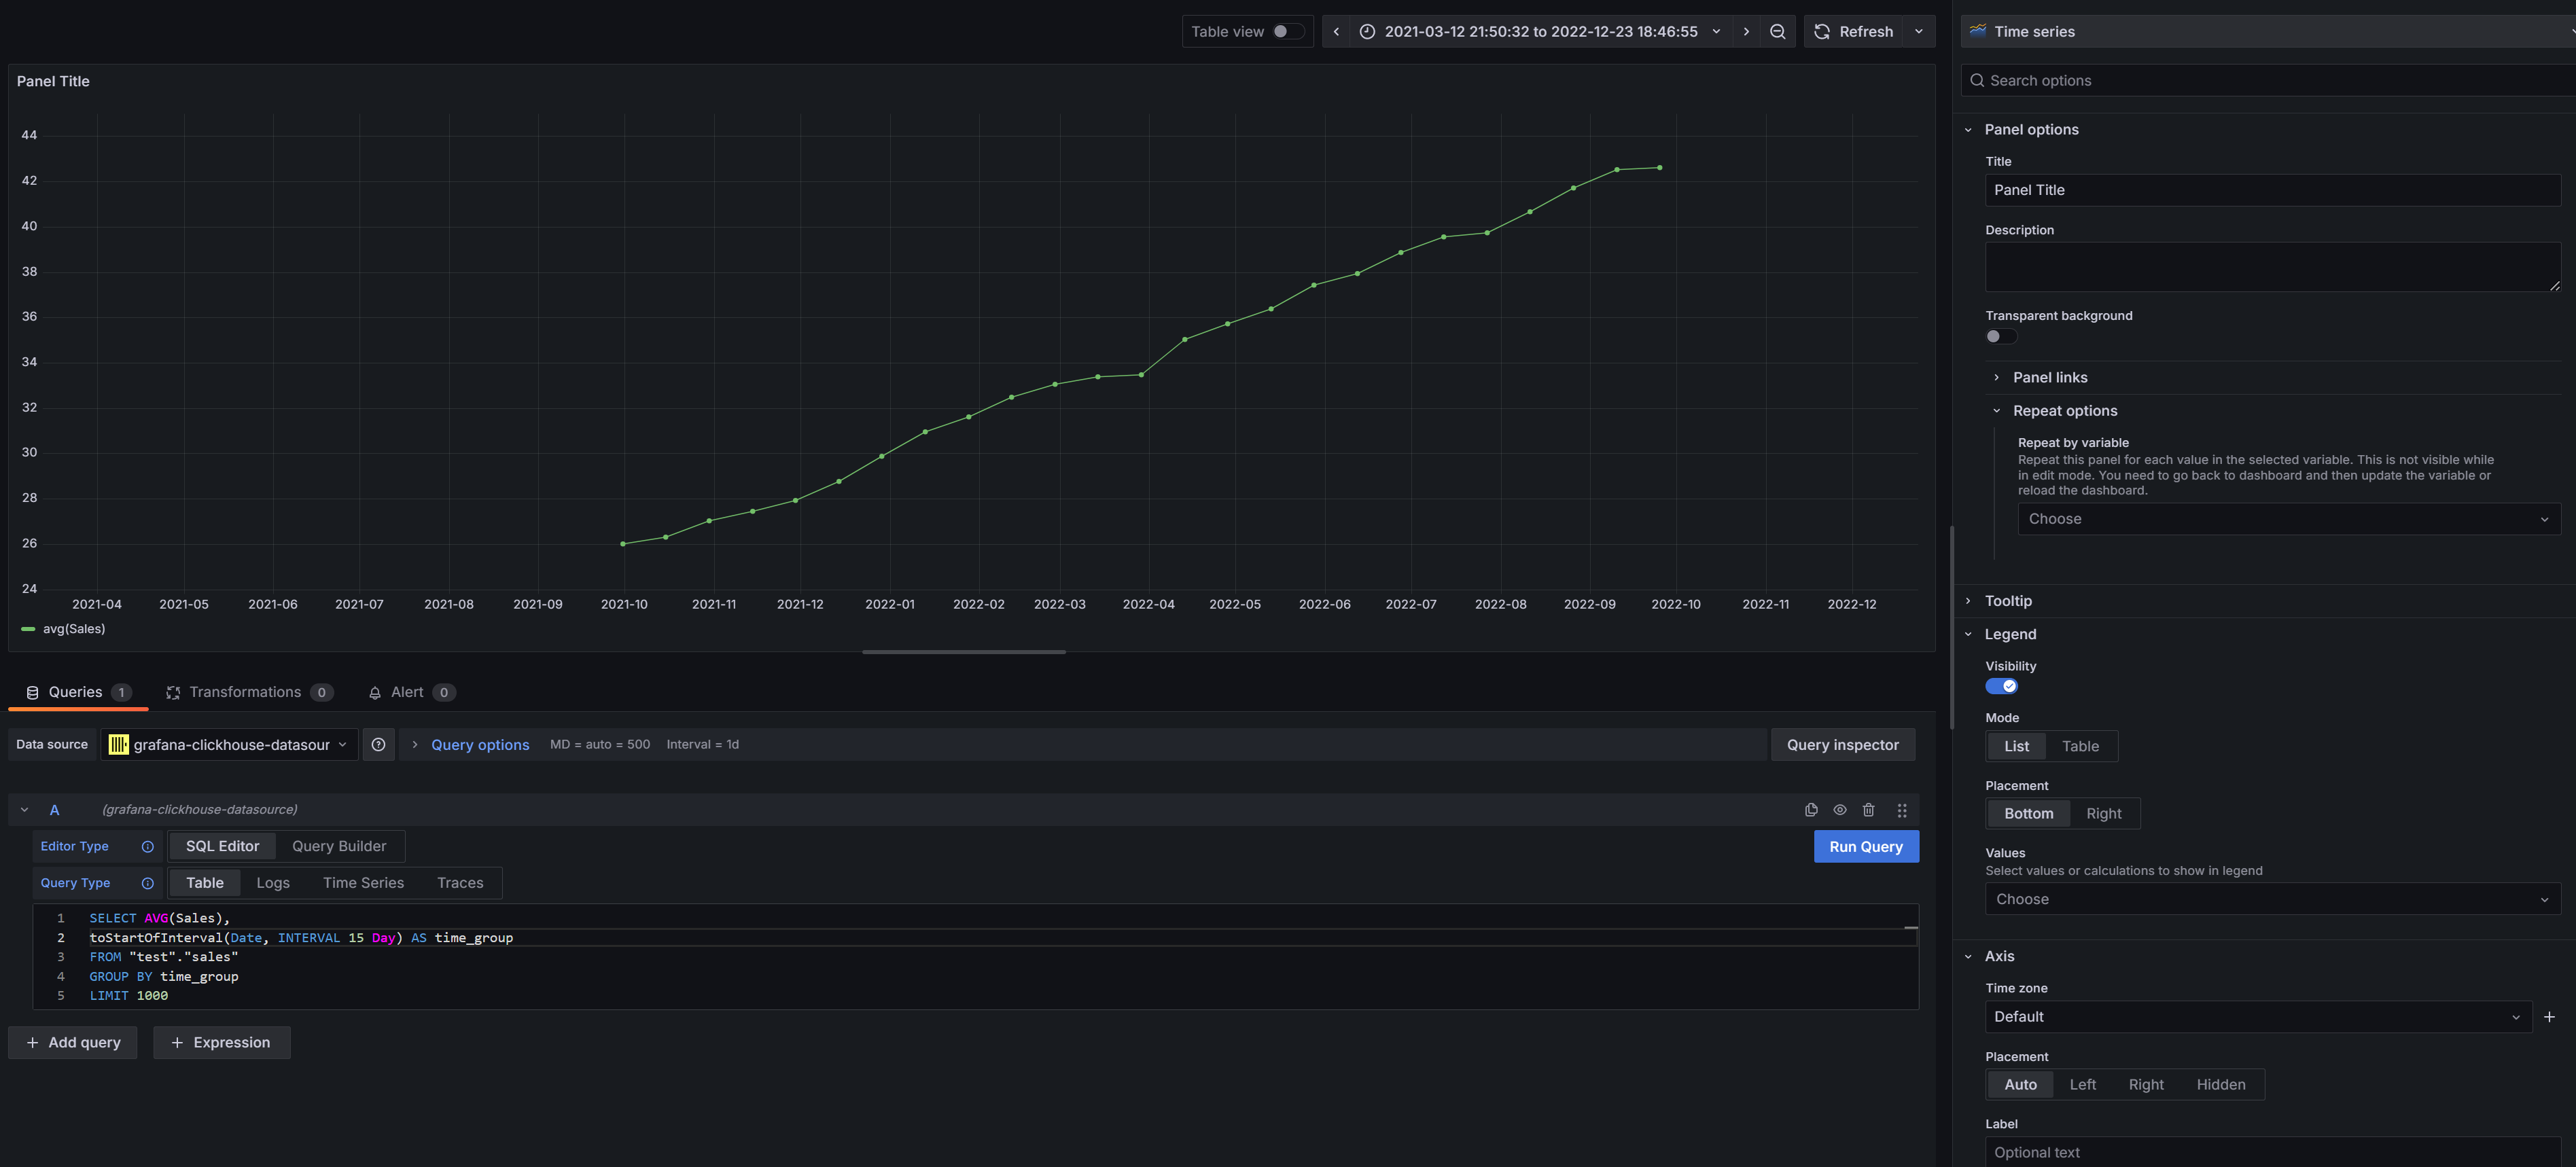 Table view
2021-03-12 21:50:32 to 2022-12-23 18:46:55
Refresh
Panel Title
44
42
40
38
36
34
32
30
28
26
24
2021-04 2021-05 2021-06 2021-07 2021-08 2021-09 2021-10 2021-11 2021-12 2022-01 2022-02 2022-03 2022-04 2022-05 2022-06 2022-07 2022-08 2022-09 2022-10 2022-11 2022-12
avg(Sales)
Queries 1 Transformations 0 Alert 0
Data source grafana-clickhouse-datasour Query options MD = auto = 500 Interval = 1d Query inspector
A (grafana-clickhouse-datasource)
Editor Type SQL Editor Query Builder Run Query
Query Type Table Logs Time Series Traces
1 SELECT AVG(Sales),
2 toStartOfInterval(Date, INTERVAL 15 Day) AS time_group
3 FROM "test"."sales"
4 GROUP BY time_group
5 LIMIT 1000
+ Add query + Expression
Time series
Search options
Panel options
Title
Panel Title
Description
Transparent background
Panel links
Repeat options
Repeat by variable
Repeat this panel for each value in the selected variable. This is not visible while
in edit mode. You need to go back to dashboard and then update the variable or
reload the dashboard.
Choose
Tooltip
Legend
Visibility
Mode
List Table
Placement
Bottom Right
Values
Select values or calculations to show in legend
Choose
Axis
Time zone
Default
Placement
Auto Left Right Hidden
Label
Optional text